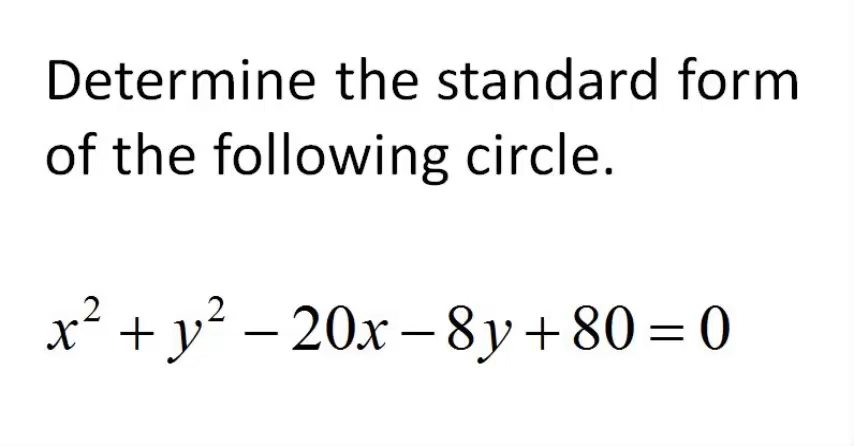 Determine the standard form
of the following circle.
x² + y² – 20x – 8y + 80 = 0